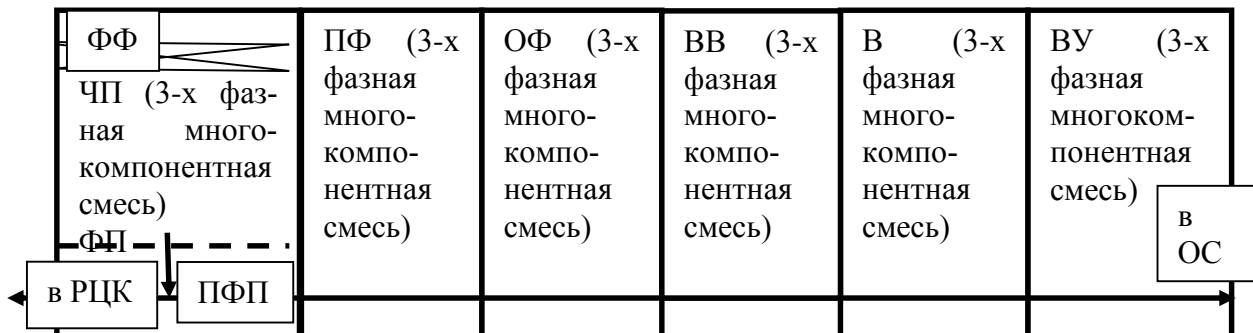 ФФ
ЧП (3-х фаз-
ная много-
компонентная
смесь)
ФП
в РЦК
ПФП
ПФ (3-х
фазная
много-
компо-
нентная
смесь)
ОФ (3-х
фазная
много-
компо-
нентная
смесь)
ВВ (3-х
фазная
много-
компо-
нентная
смесь)
В (3-х
фазная
много-
компо-
нентная
смесь)
ВУ (3-х
фазная
многоком-
понентная
смесь)
в
ОС